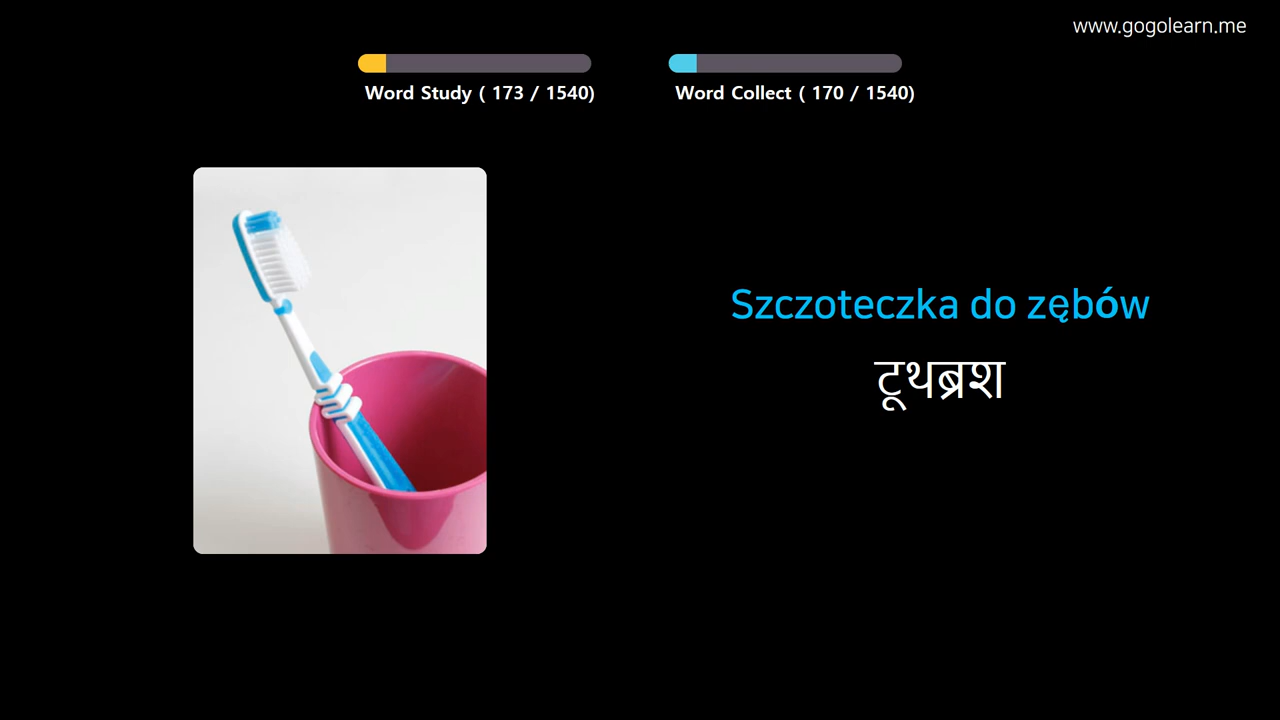 www.gogolearn.me
Word Study ( 173 / 1540)
Word Collect ( 170 / 1540)
Szczoteczka do zębów
टूथब्रश